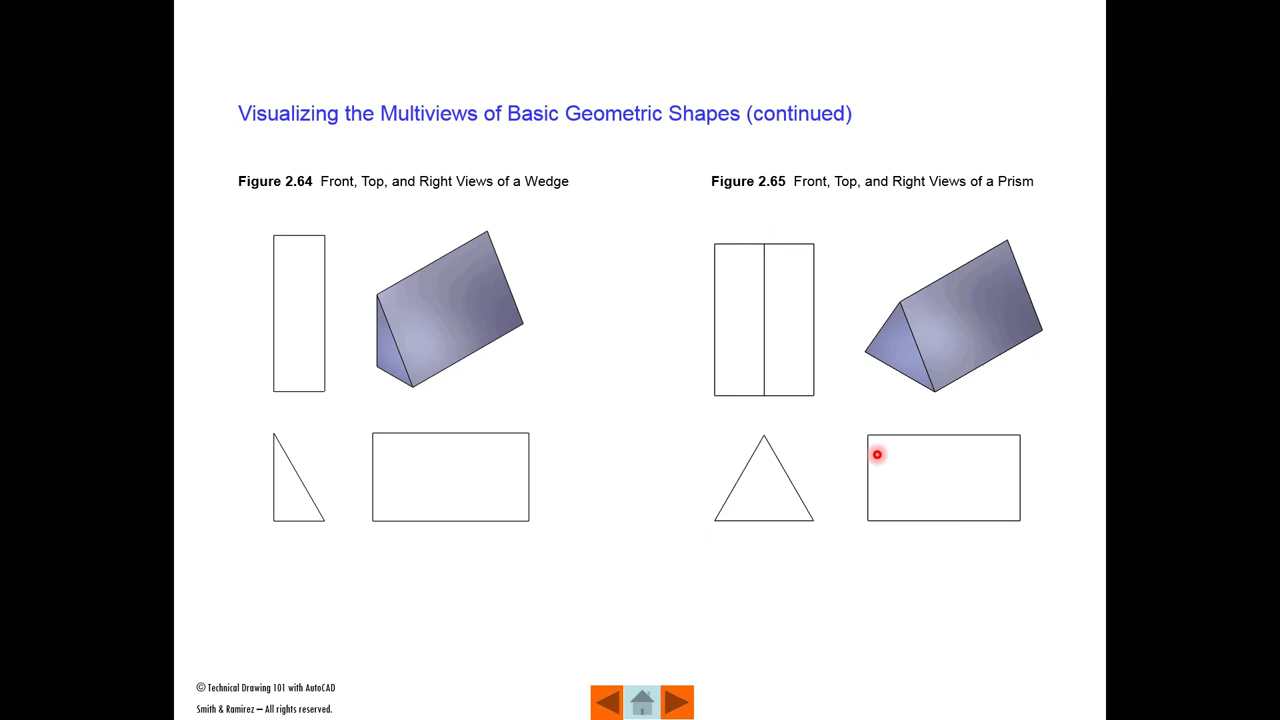 Visualizing the Multiviews of Basic Geometric Shapes (continued)
Figure 2.64 Front, Top, and Right Views of a Wedge
Figure 2.65 Front, Top, and Right Views of a Prism
© Technical Drawing 101 with AutoCAD
Smith & Ramirez – All rights reserved.